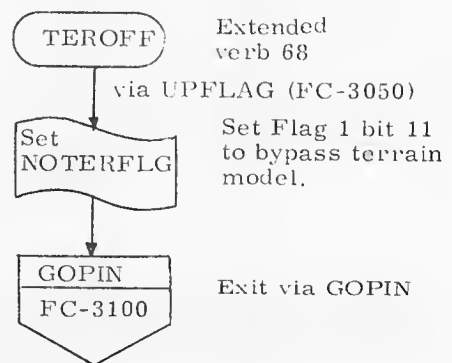 TEROFF
Extended
verb 68
via UPFLAG (FC-3050)
Set
NOTERFLG
Set Flag 1 bit 11
to bypass terrain
model.
GOPIN
FC-3100
Exit via GOPIN